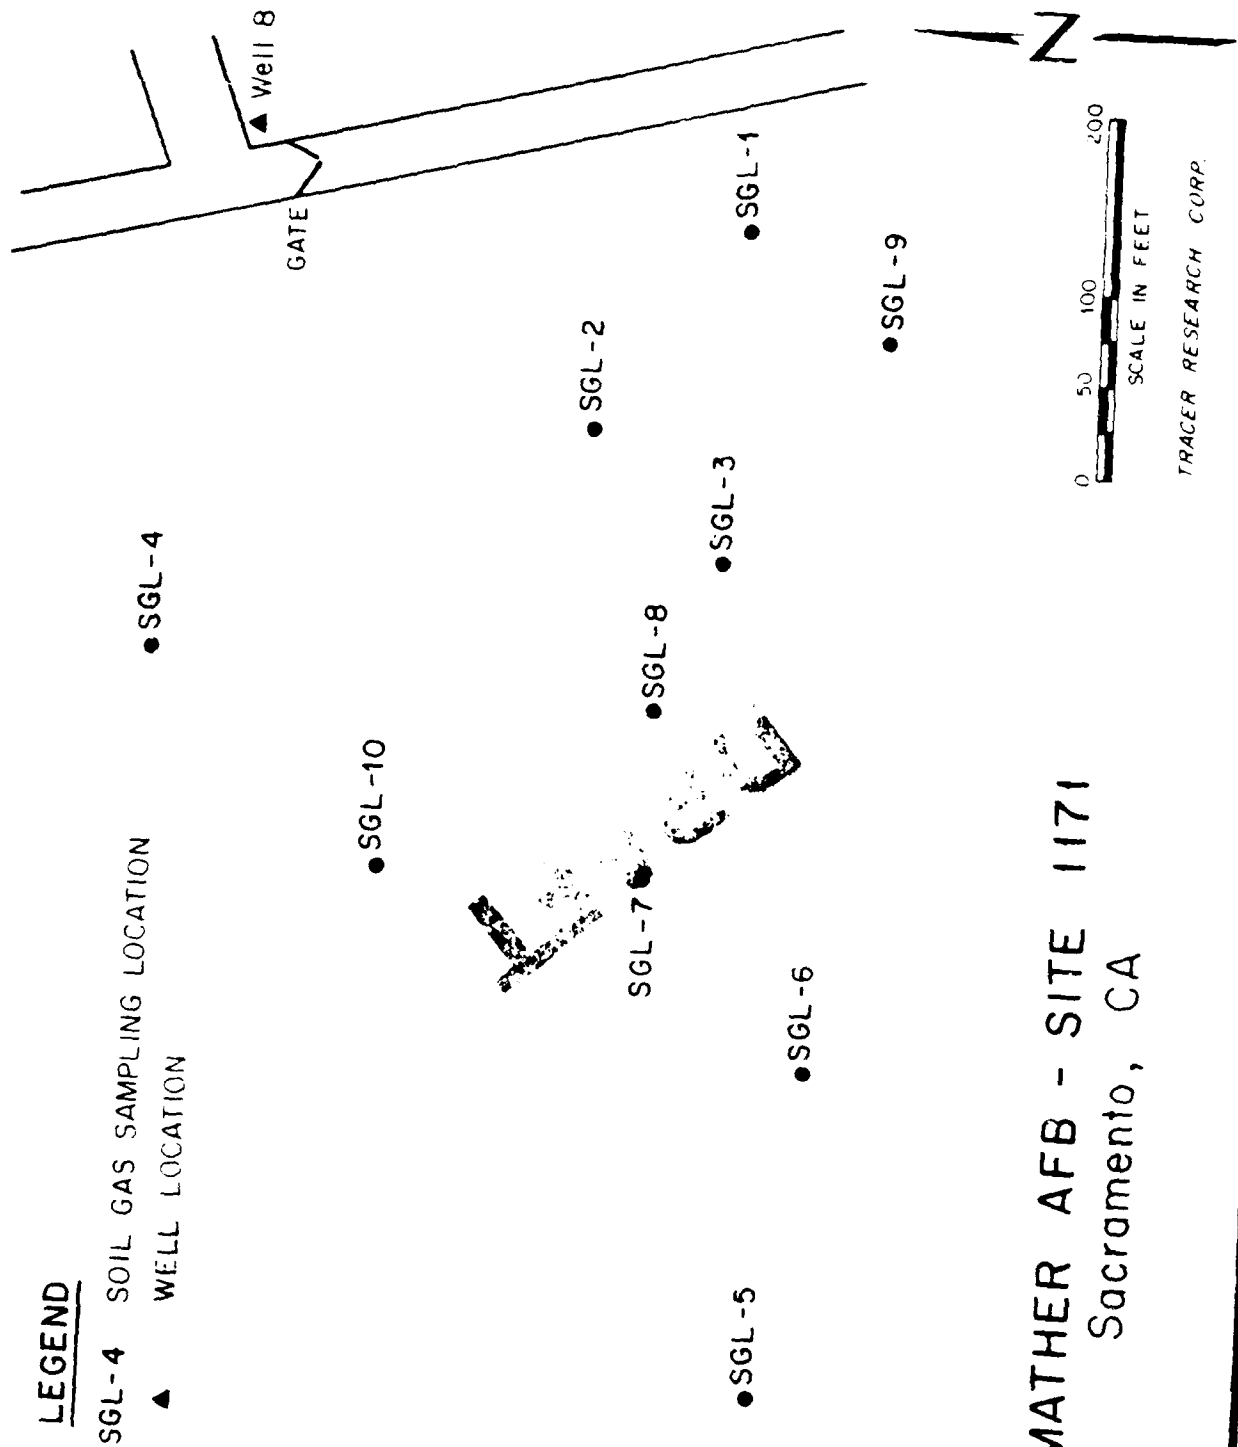 LEGEND
SGL-4 SOIL GAS SAMPLING LOCATION
▲ WELL LOCATION
Well 8
GATE
SGL-4
SGL-10
SGL-2
SGL-8
SGL-7
SGL-3
SGL-1
SGL-5
SGL-6
SGL-9
N
MATHER AFB - SITE 1171
Sacramento, CA
0 50 100 200
SCALE IN FEET
TRACER RESEARCH CORP.